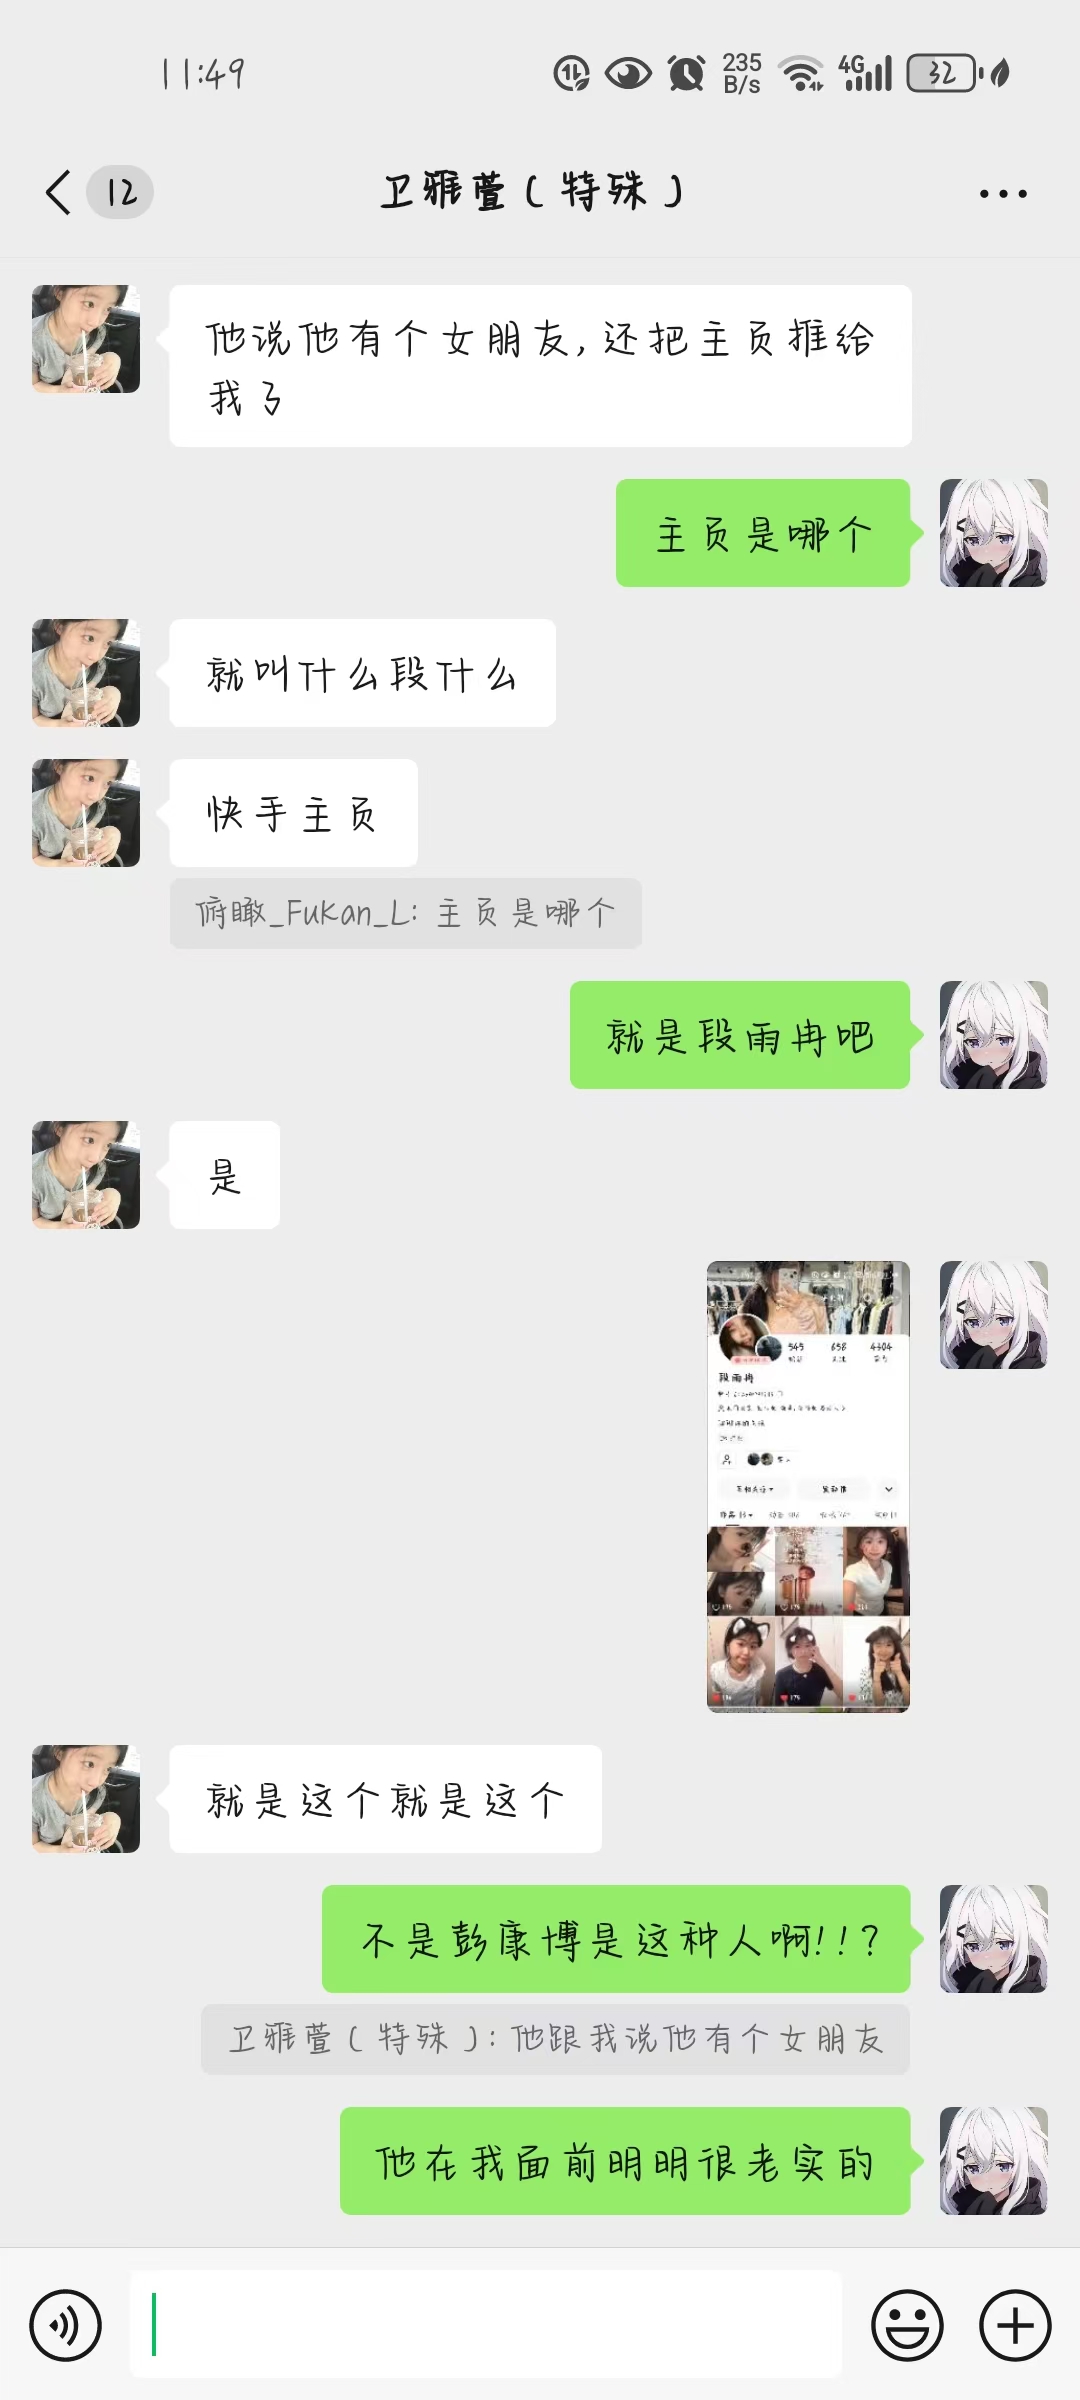 11:49
235
B/s
4G
32
12
卫雅萱(特殊)
他说他有个女朋友,还把主页推给
我了
主页是哪个
就叫什么段什么
快手主页
俯瞰_FuKan_L: 主页是哪个
就是段雨冉吧
是
545
658
4304
段雨冉
就是这个就是这个
不是彭康博是这种人啊!!?
卫雅萱(特殊): 他跟我说他有个女朋友
他在我面前明明很老实的